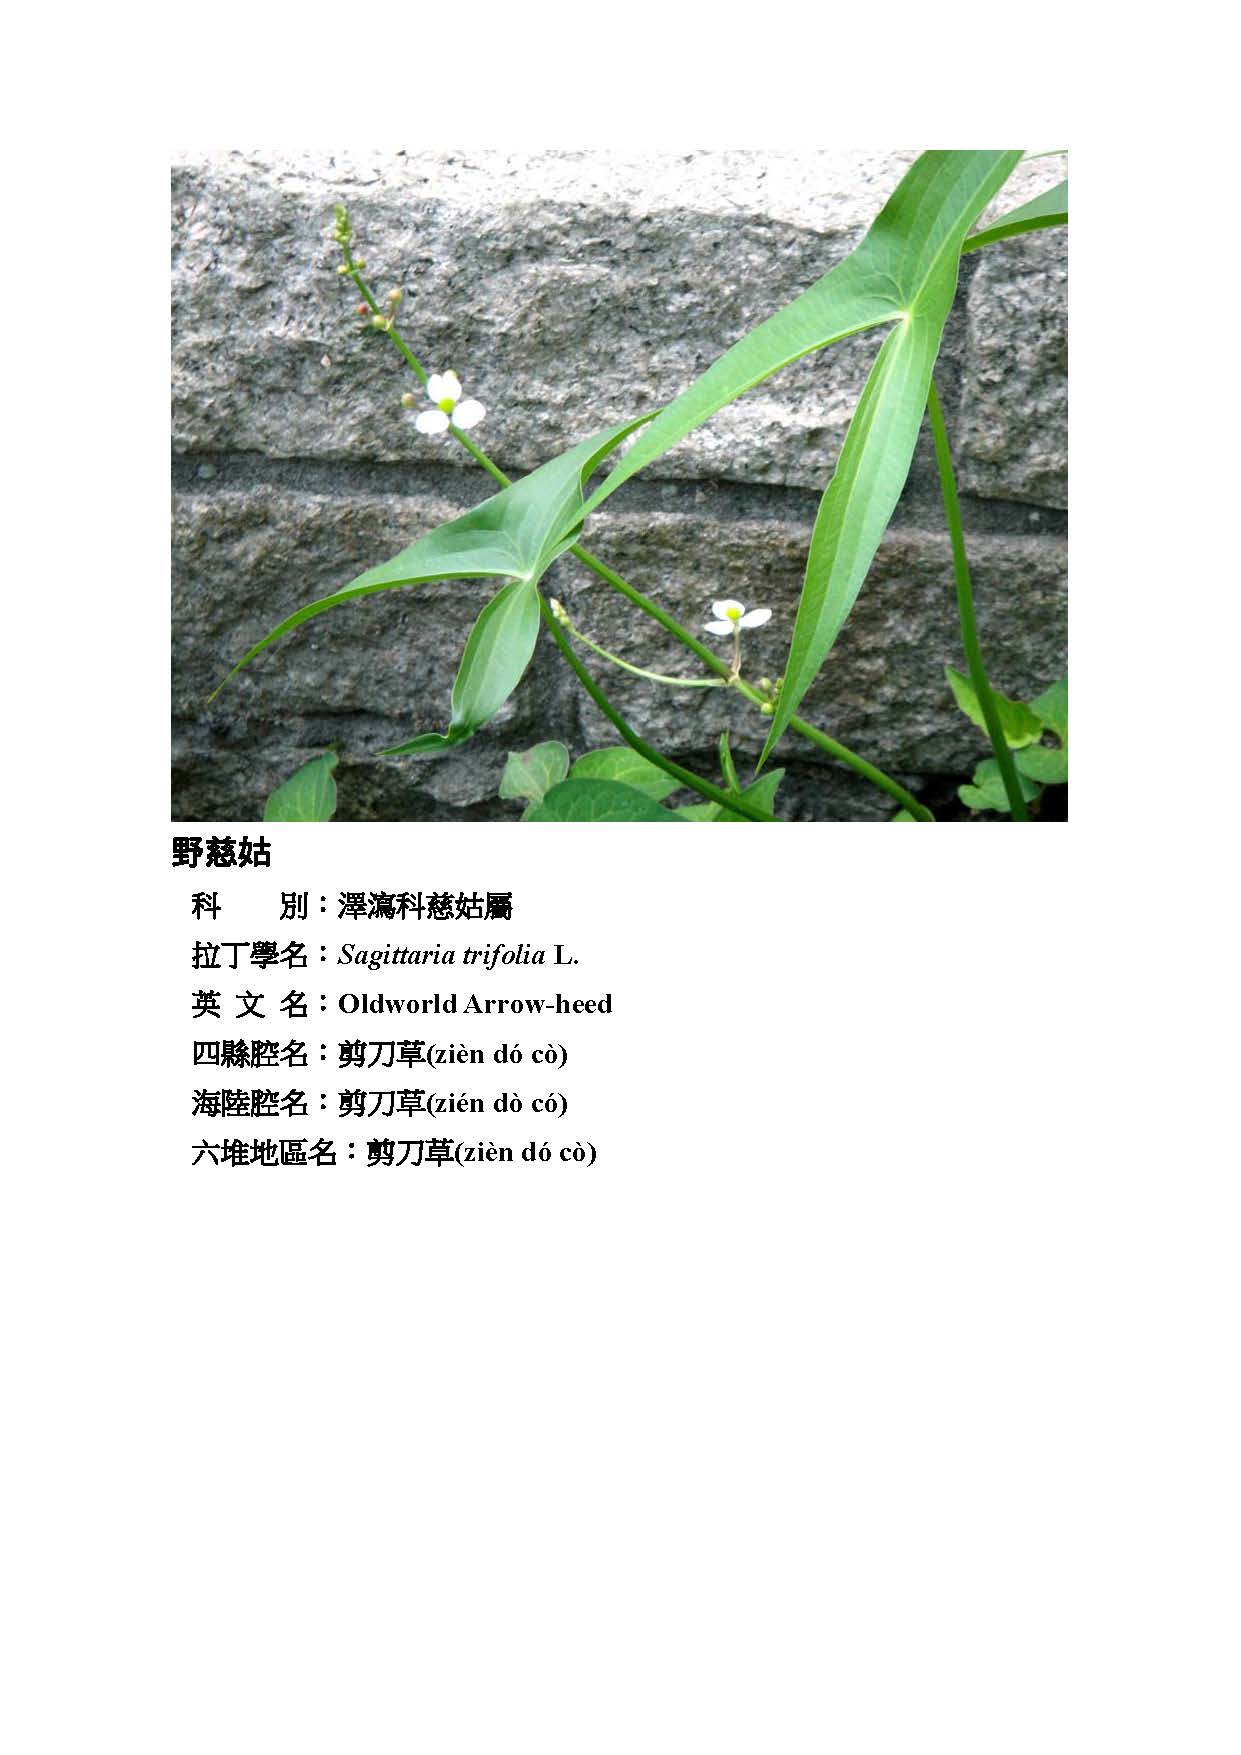 野慈姑
科　　別：澤瀉科慈姑屬
拉丁學名：Sagittaria trifolia L.
英 文 名：Oldworld Arrow-heed
四縣腔名：剪刀草(zièn dó cò)
海陸腔名：剪刀草(zién dò có)
六堆地區名：剪刀草(zièn dó cò)